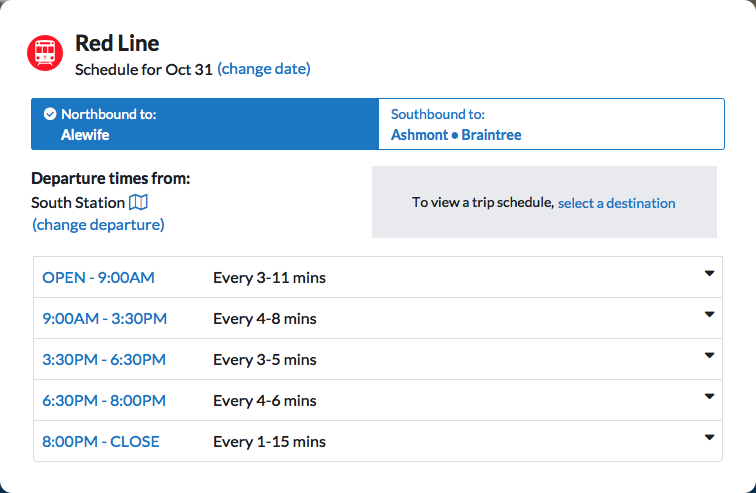 Red Line
Schedule for Oct 31 (change date)
Northbound to:
Alewife
Southbound to:
Ashmont • Braintree
Departure times from:
South Station
(change departure)
To view a trip schedule, select a destination
OPEN - 9:00AM Every 3-11 mins
9:00AM - 3:30PM Every 4-8 mins
3:30PM - 6:30PM Every 3-5 mins
6:30PM - 8:00PM Every 4-6 mins
8:00PM - CLOSE Every 1-15 mins